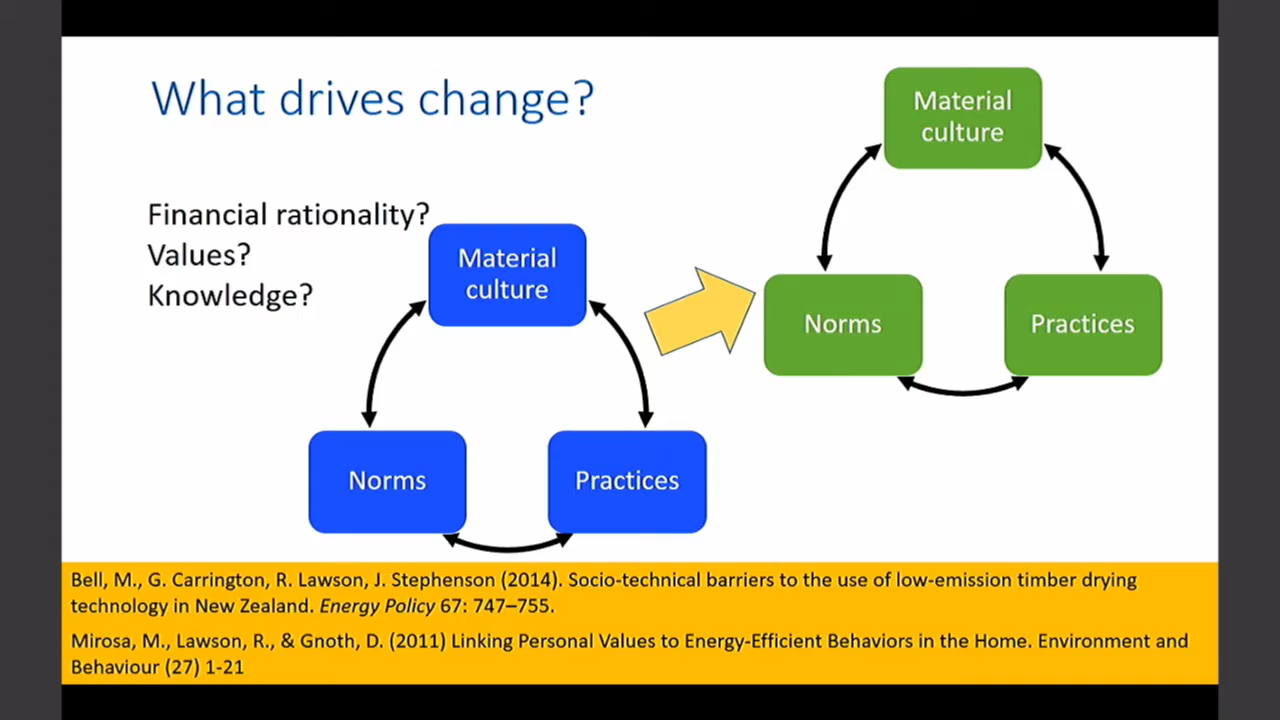 What drives change?
Financial rationality?
Values?
Knowledge?
Material
culture
Norms
Practices
Material
culture
Norms
Practices
Bell, M., G. Carrington, R. Lawson, J. Stephenson (2014). Socio-technical barriers to the use of low-emission timber drying
technology in New Zealand. Energy Policy 67: 747–755.
Mirosa, M., Lawson, R., & Gnoth, D. (2011) Linking Personal Values to Energy-Efficient Behaviors in the Home. Environment and
Behaviour (27) 1-21